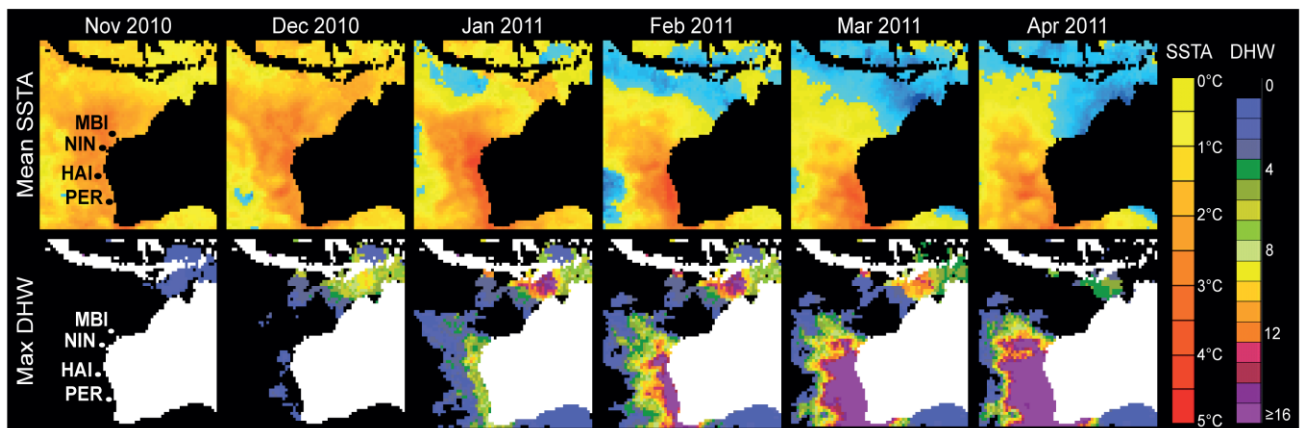 Nov 2010 Dec 2010 Jan 2011 Feb 2011 Mar 2011 Apr 2011
Mean SSTA
MBI
NIN
HAI
PER
Max DHW
MBI
NIN
HAI
PER
SSTA DHW
0°C
1°C
2°C
3°C
4°C
5°C
0
4
8
12
≥16